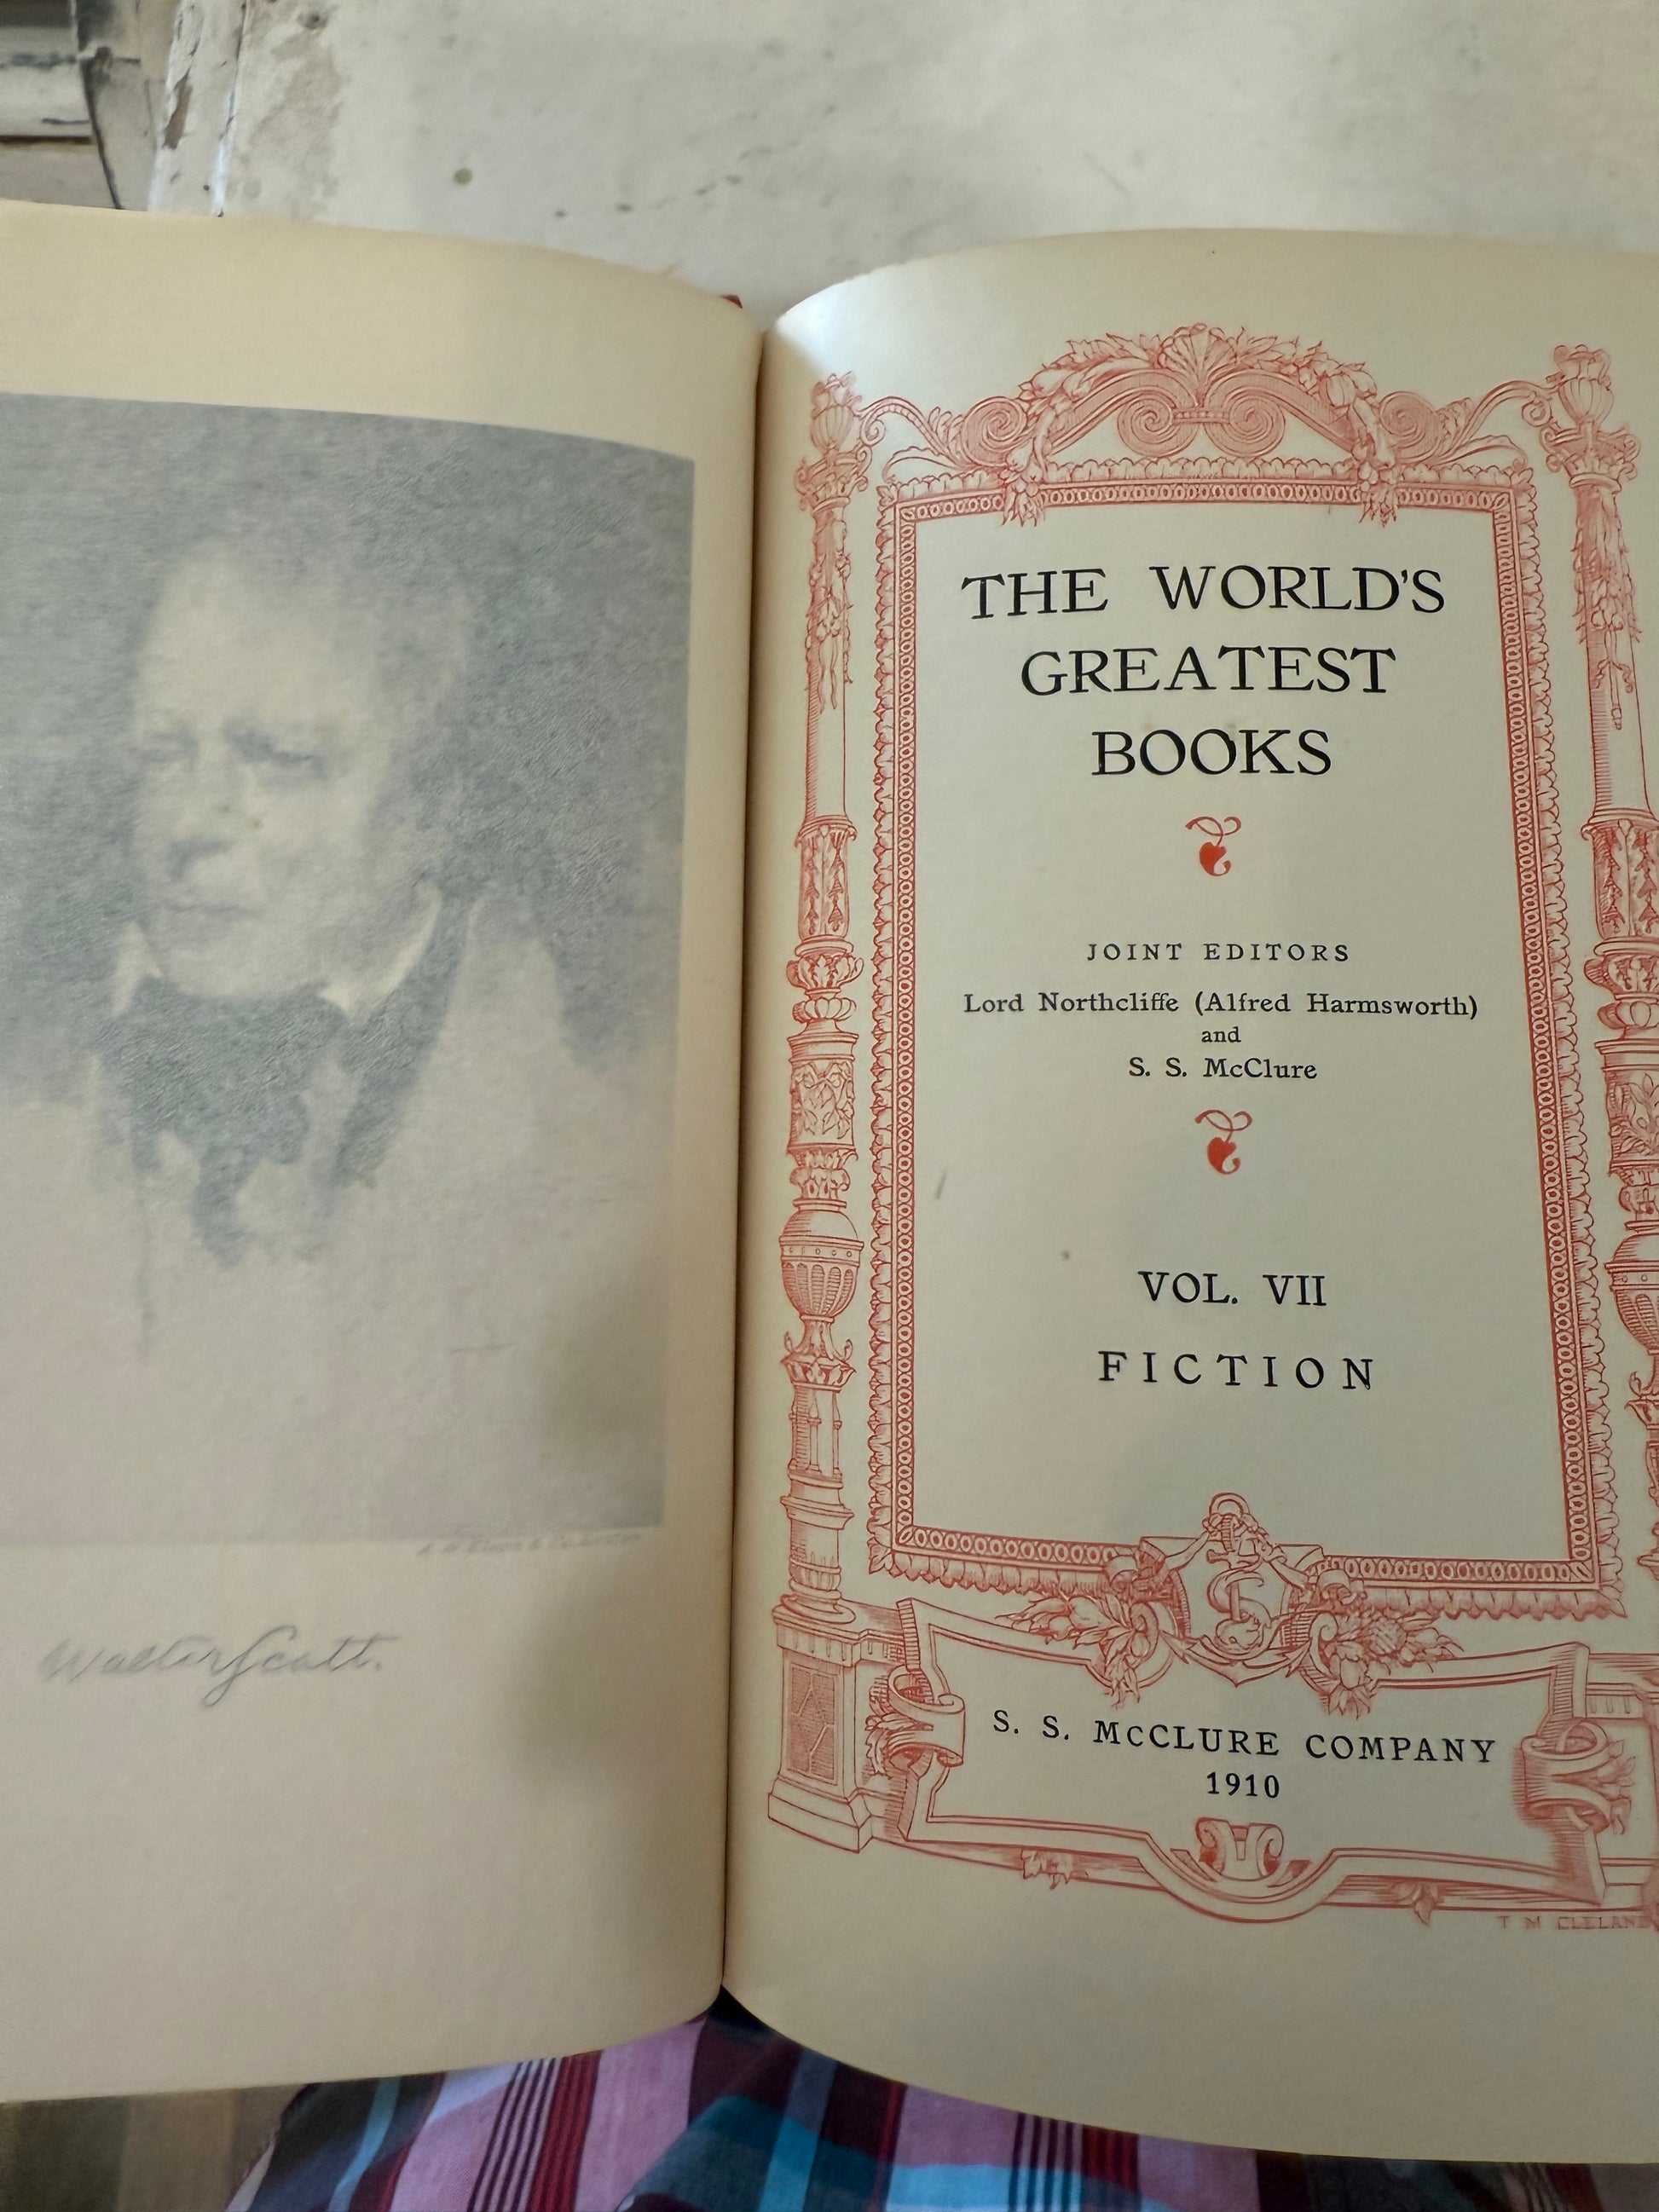 Walter Scott.
THE WORLD'S
GREATEST
BOOKS
JOINT EDITORS
Lord Northcliffe (Alfred Harmsworth)
and
S. S. McClure
VOL. VII
FICTION
S. S. MCCLURE COMPANY
1910
T M CLELAND